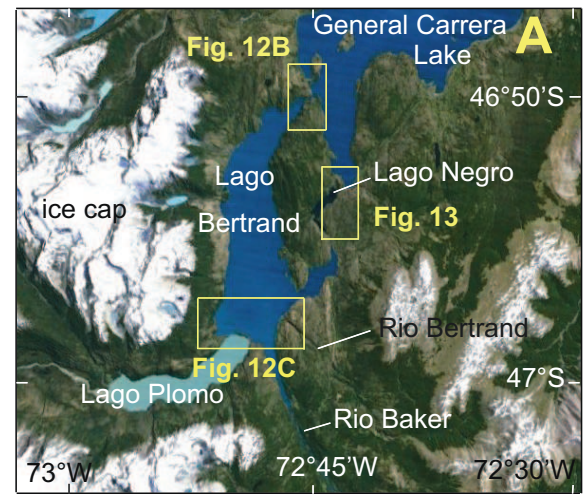 General Carrera
Lake
A
Fig. 12B
46°50'S
Lago
Bertrand
Lago Negro
ice cap
Fig. 13
Rio Bertrand
Fig. 12C
47°S
Lago Plomo
Rio Baker
73°W
72°45'W
72°30'W